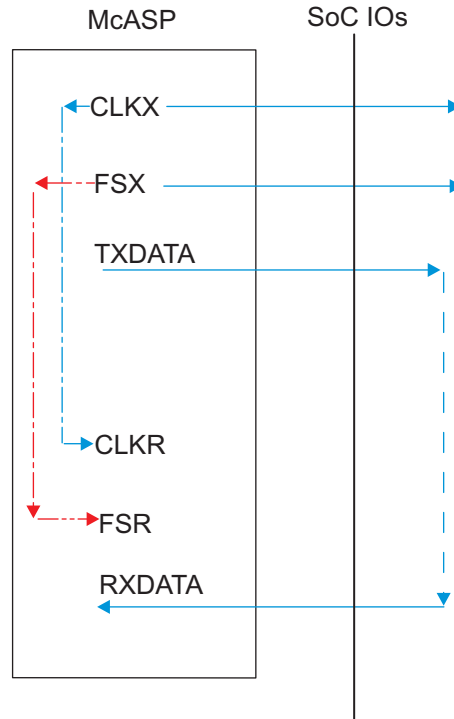 McASP
SoC IOs
CLKX
FSX
TXDATA
CLKR
FSR
RXDATA